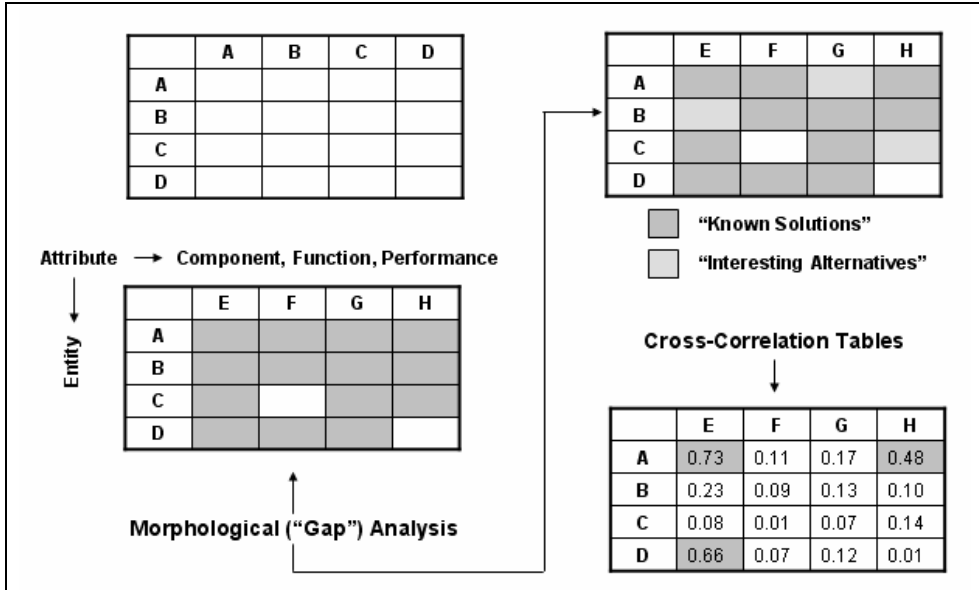 A B C D
A
B
C
D
Attribute → Component, Function, Performance
Entity
E F G H
A
B
C
D
Morphological (“Gap”) Analysis
E F G H
A
B
C
D
“Known Solutions”
“Interesting Alternatives”
Cross-Correlation Tables
E F G H
A 0.73 0.11 0.17 0.48
B 0.23 0.09 0.13 0.10
C 0.08 0.01 0.07 0.14
D 0.66 0.07 0.12 0.01